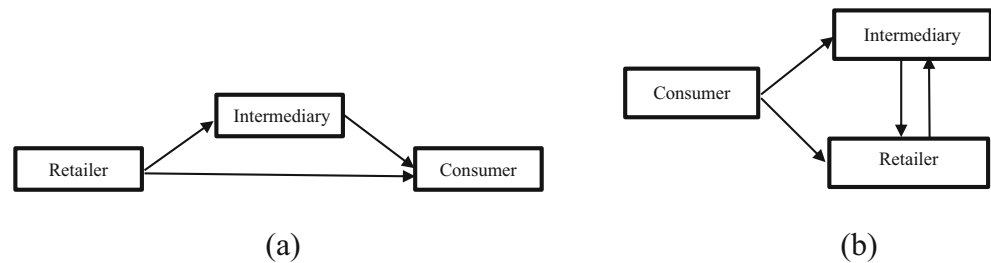 Intermediary
Retailer
Consumer
(a)
Intermediary
Consumer
Retailer
(b)